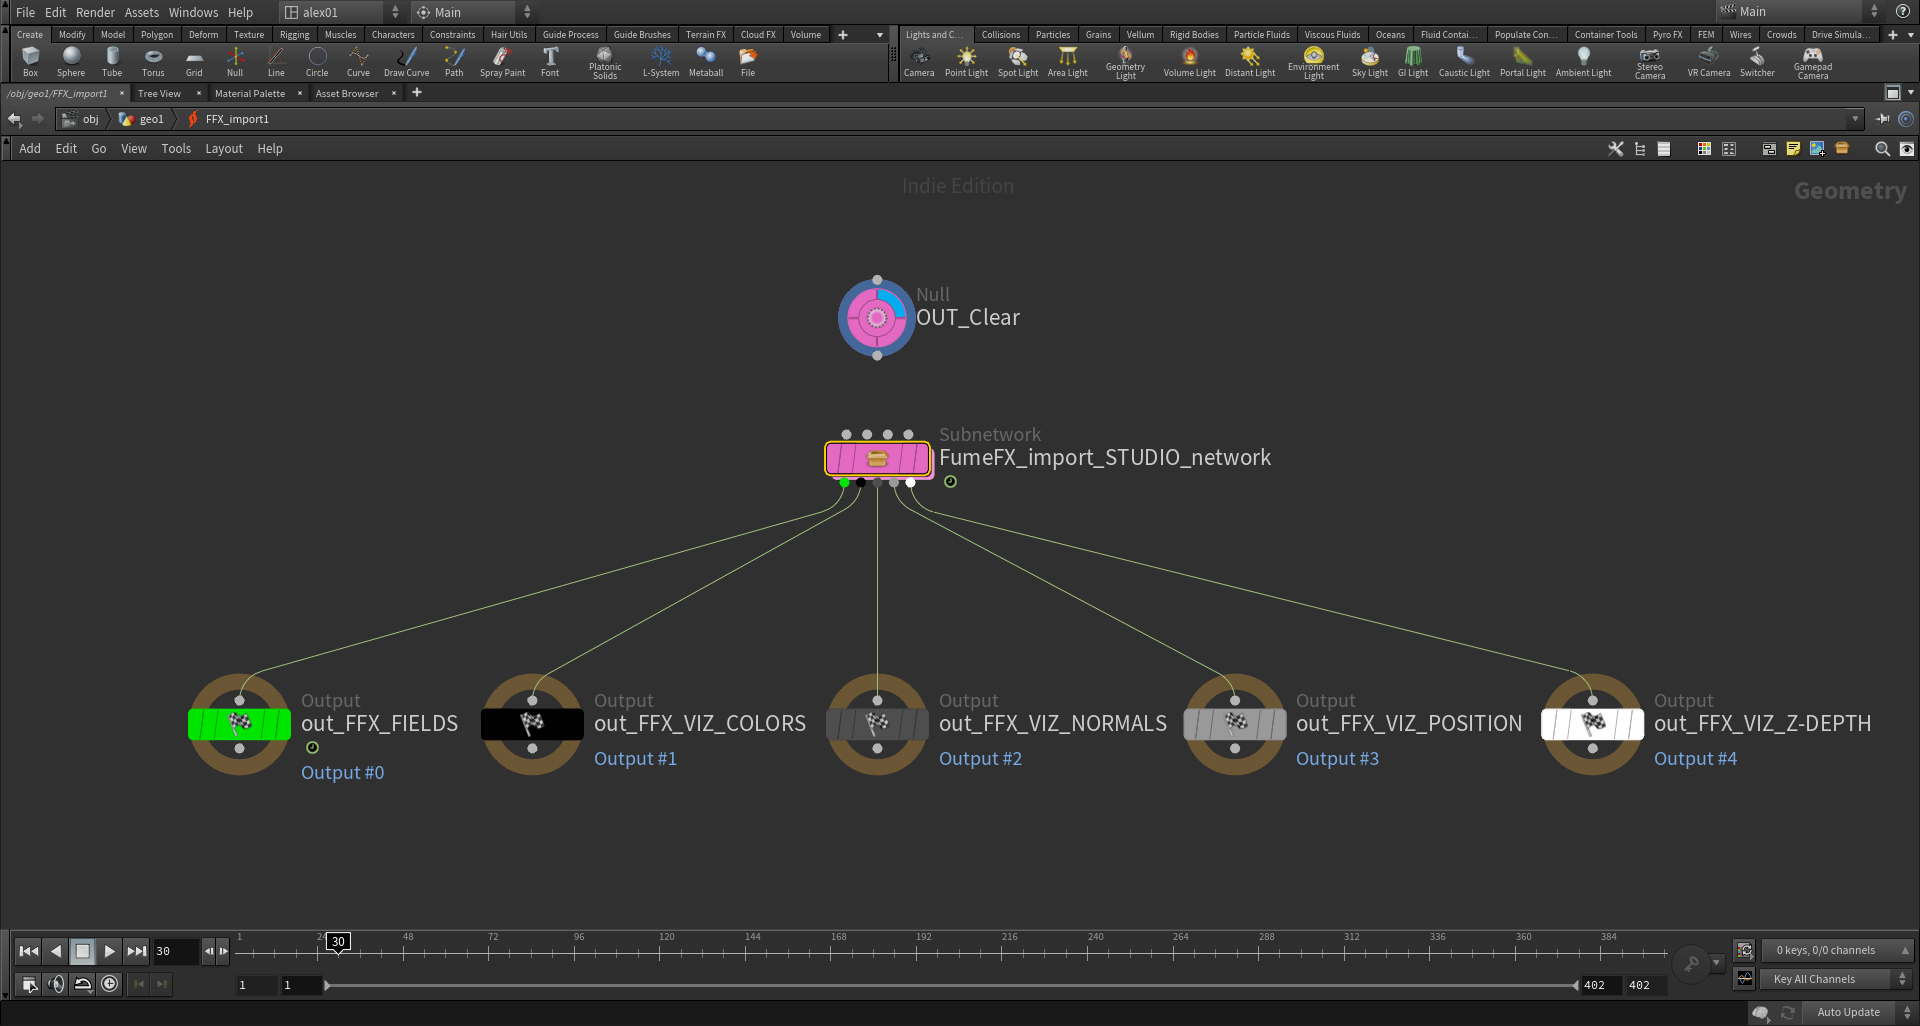 File Edit Render Assets Windows Help alex01 Main Main
Create Modify Model Polygon Deform Texture Rigging Muscles Characters Constraints Hair Utils Guide Process Guide Brushes Terrain FX Cloud FX Volume
Lights and C... Collisions Particles Grains Vellum Rigid Bodies Particle Fluids Viscous Fluids Oceans Fluid Contai... Populate Con... Container Tools Pyro FX FEM Wires Crowds Drive Simula...
Box Sphere Tube Torus Grid Null Line Circle Curve Draw Curve Path Spray Paint Font Platonic Solids L-System Metaball File
Camera Point Light Spot Light Area Light Geometry Light Volume Light Distant Light Environment Light Sky Light GI Light Caustic Light Portal Light Ambient Light Stereo Camera VR Camera Switcher Gamepad Camera
/obj/geo1/FFX_import1 Tree View Material Palette Asset Browser
obj geo1 FFX_import1
Add Edit Go View Tools Layout Help
Indie Edition
Geometry
Null
OUT_Clear
Subnetwork
FumeFX_import_STUDIO_network
Output
out_FFX_FIELDS
Output #0
Output
out_FFX_VIZ_COLORS
Output #1
Output
out_FFX_VIZ_NORMALS
Output #2
Output
out_FFX_VIZ_POSITION
Output #3
Output
out_FFX_VIZ_Z-DEPTH
Output #4
30 1 30 48 72 96 120 144 168 192 216 240 264 288 312 336 360 384
0 keys, 0/0 channels
1 1 402 402
Key All Channels
Auto Update